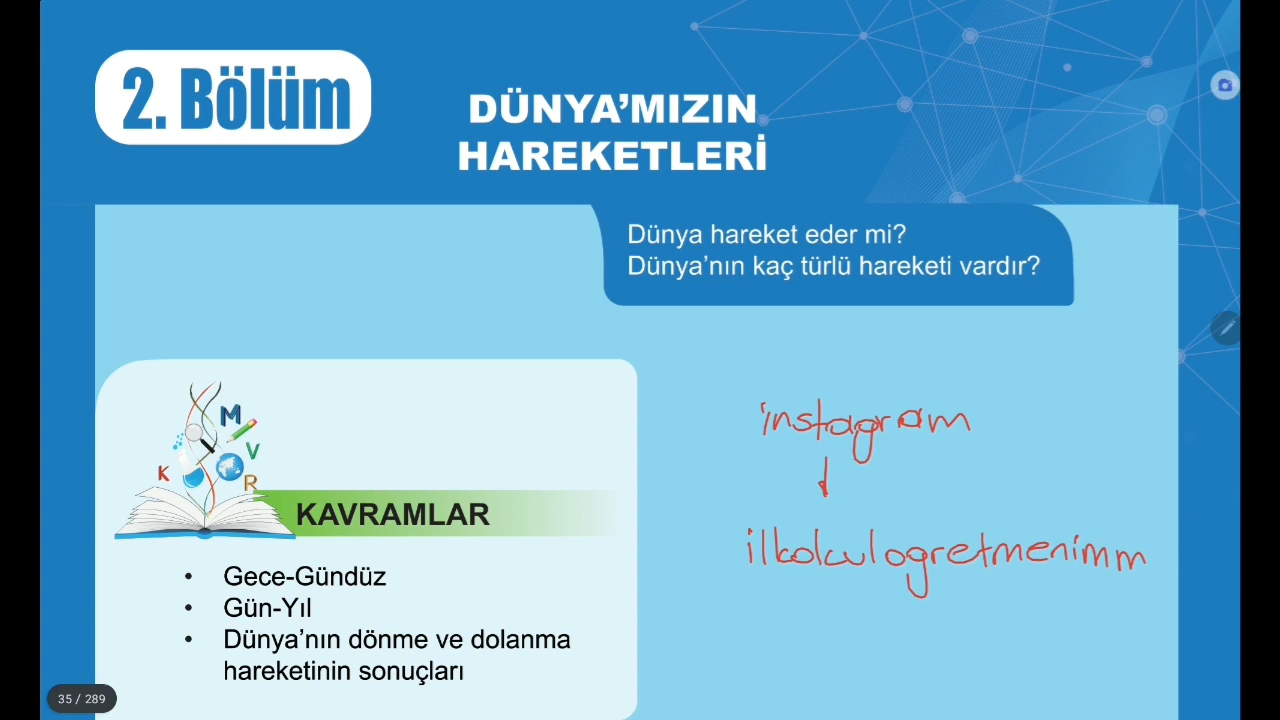 2. Bölüm
DÜNYA’MIZIN
HAREKETLERİ
Dünya hareket eder mi?
Dünya’nın kaç türlü hareketi vardır?
M
V
K
R
KAVRAMLAR
• Gece-Gündüz
• Gün-Yıl
• Dünya’nın dönme ve dolanma
hareketinin sonuçları
instagram
ilkokulogretmenimm
35 / 289